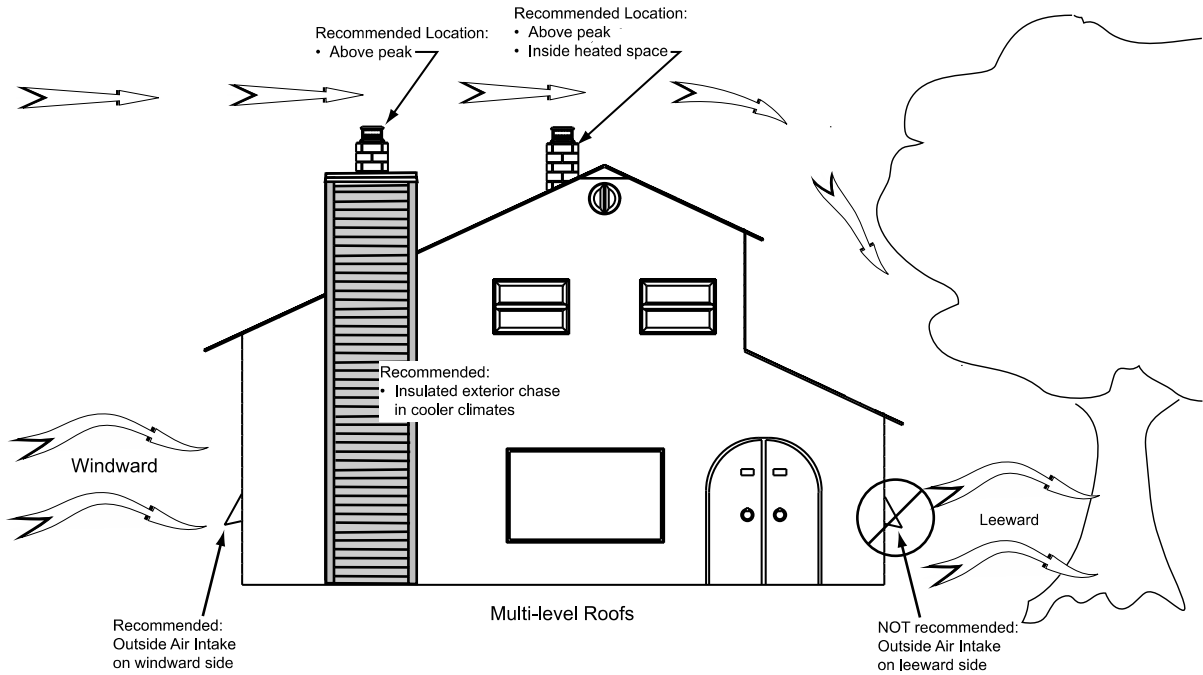 Recommended Location:
• Above peak
Recommended Location:
• Above peak
• Inside heated space
Recommended:
• Insulated exterior chase
in cooler climates
Windward
Leeward
Multi-level Roofs
Recommended:
Outside Air Intake
on windward side
NOT recommended:
Outside Air Intake
on leeward side